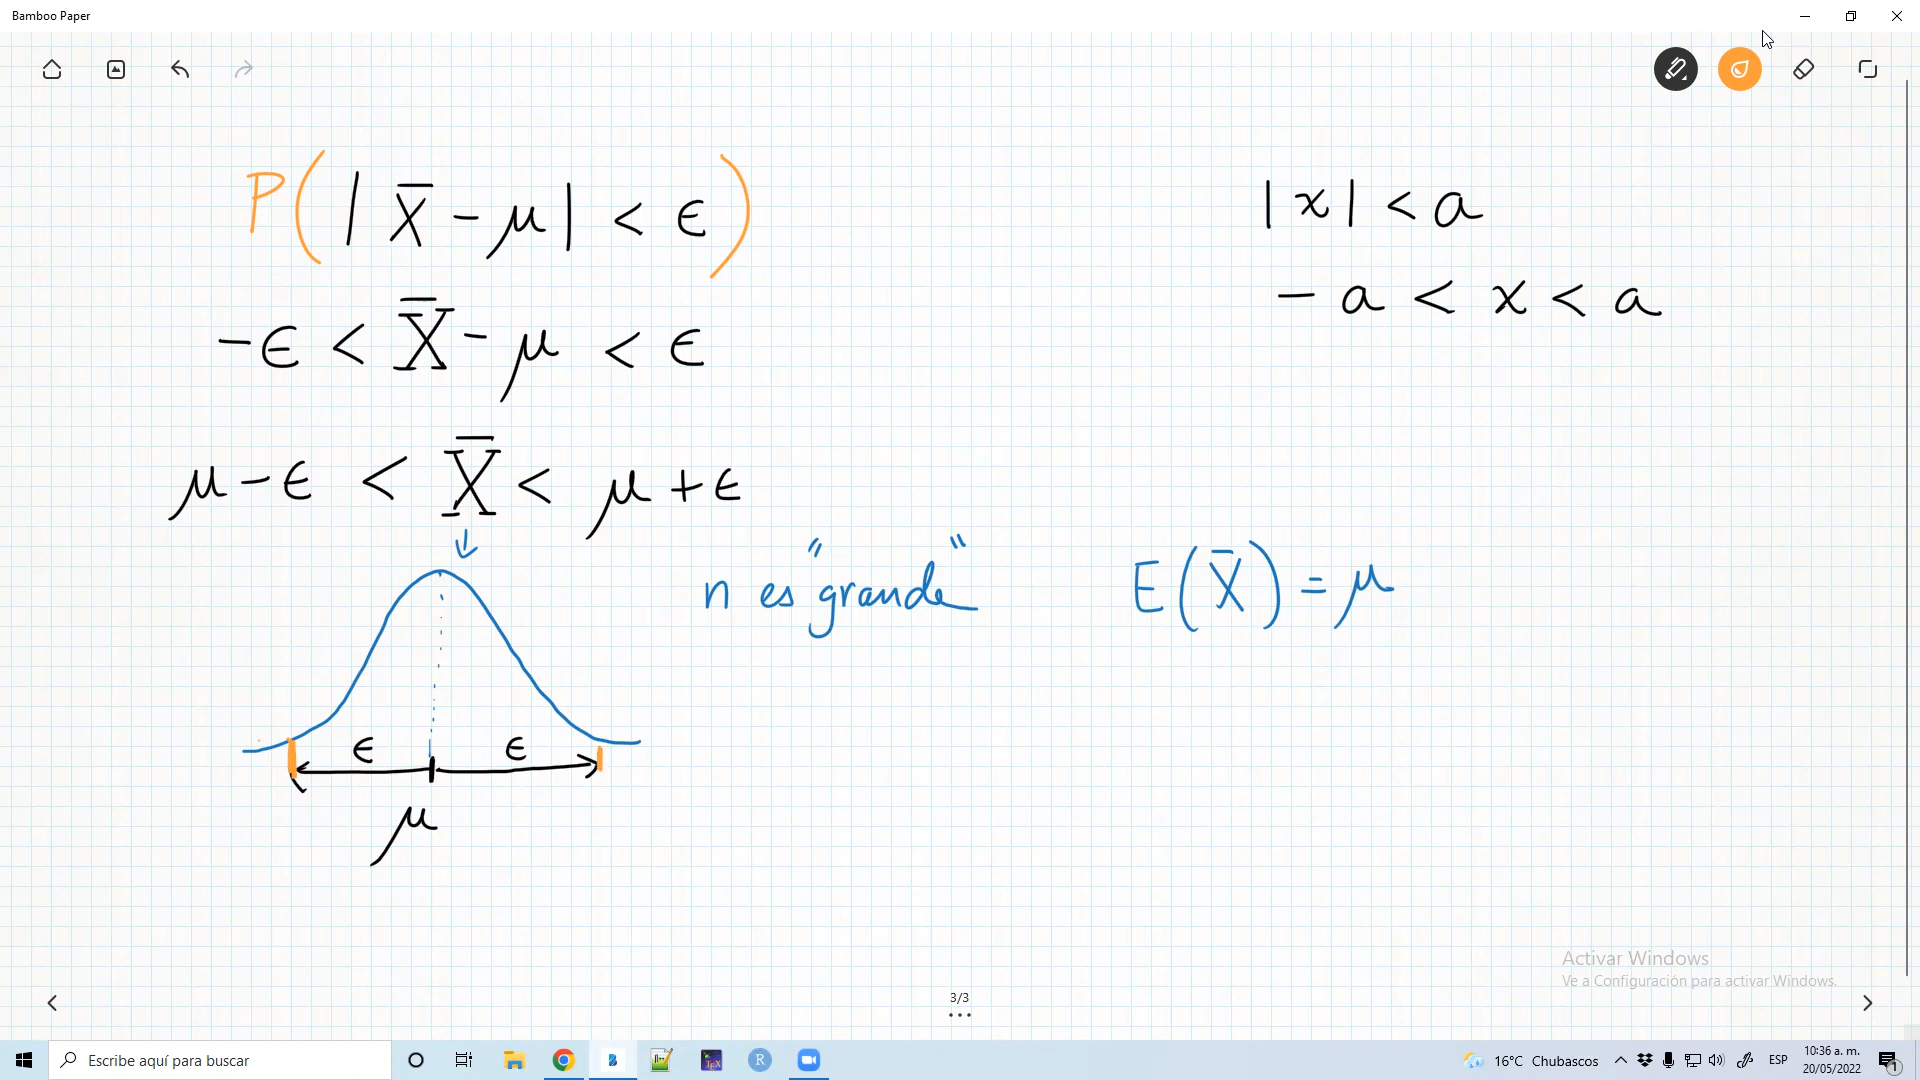 Bamboo Paper
P(|X̄ - μ| < ε)
-ε < X̄ - μ < ε
μ - ε < X̄ < μ + ε
|x| < a
- a < x < a
n es "grande"
E(X̄) = μ
ε ε
μ
Activar Windows
Ve a Configuración para activar Windows.
3/3
Escribe aquí para buscar
16°C Chubascos
ESP
10:36 a. m.
20/05/2022
1